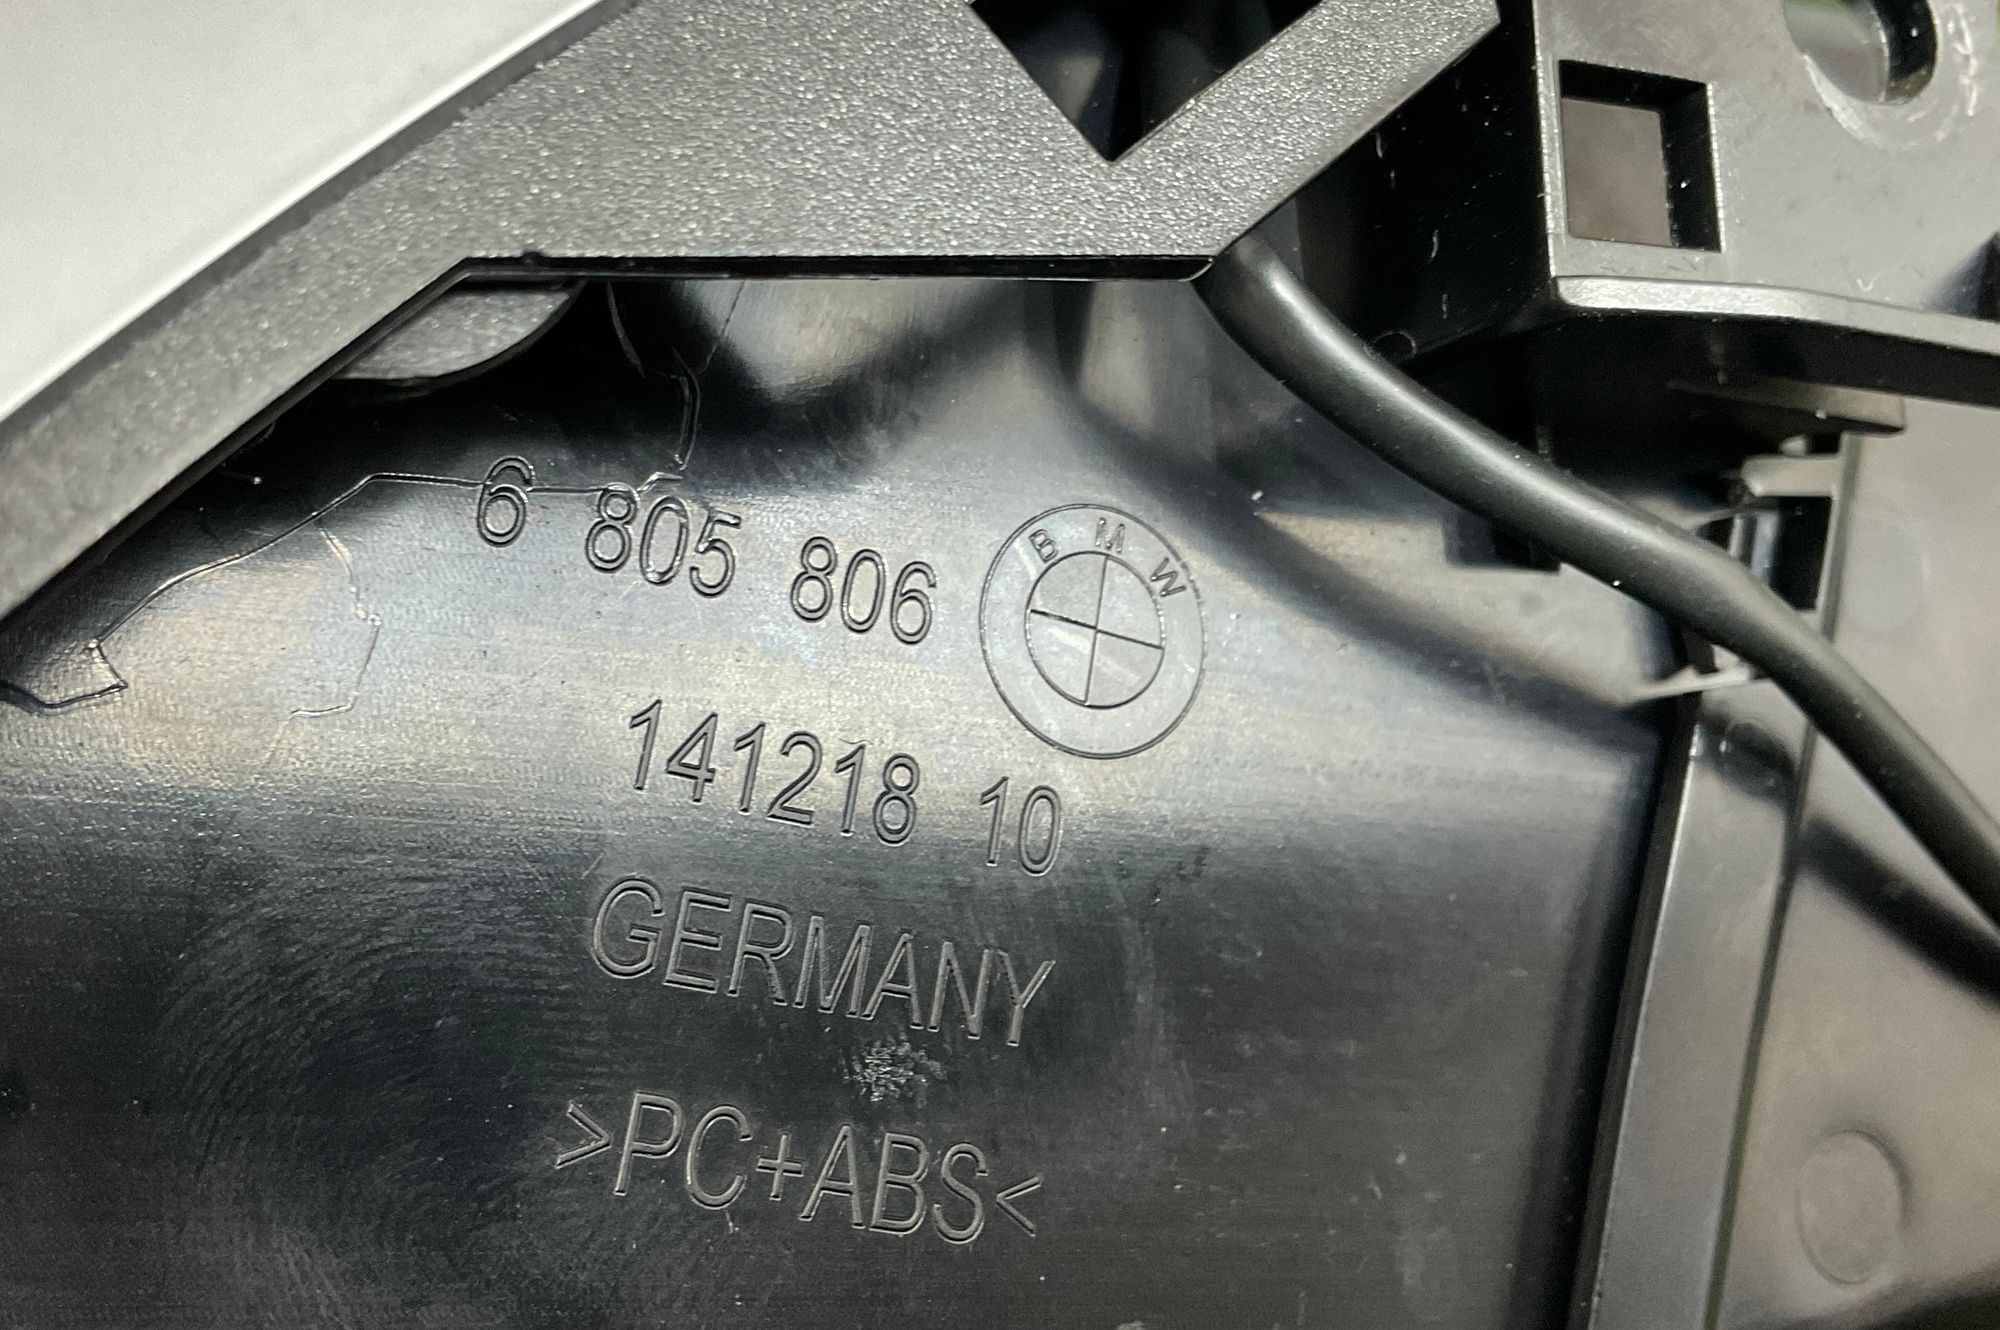 6 805 806
BMW
141218 10
GERMANY
>PC+ABS<